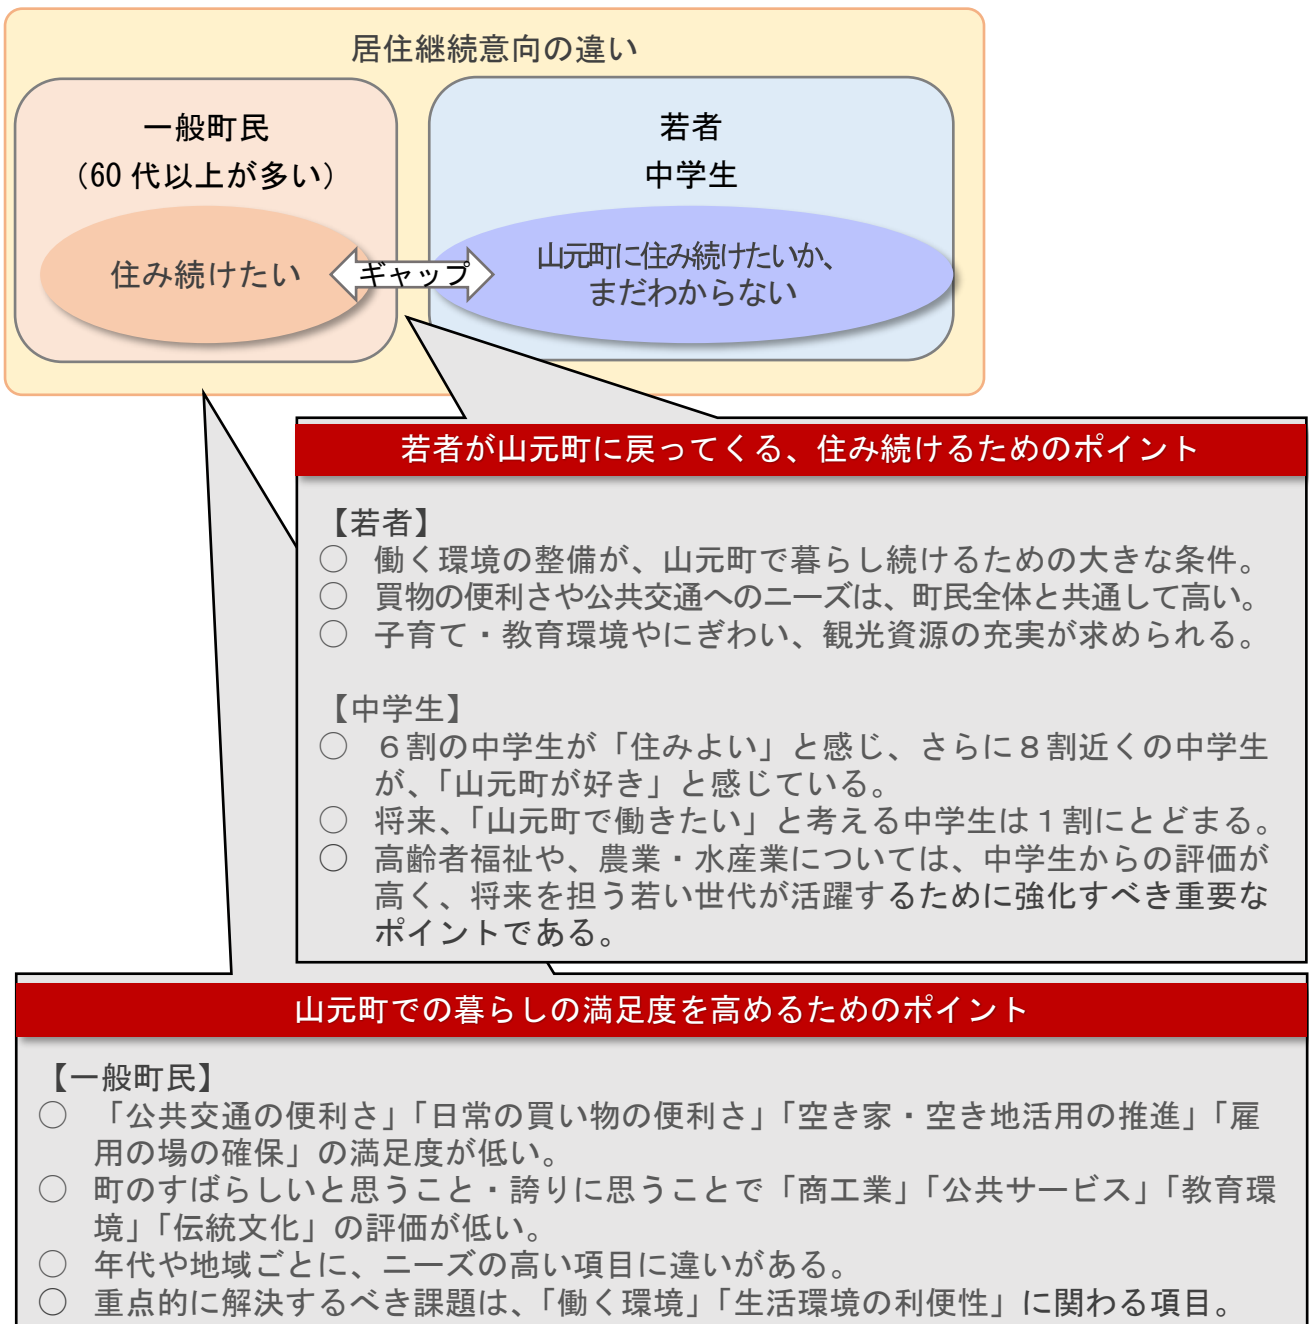 居住継続意向の違い
一般町民
（60 代以上が多い）
住み続けたい
ギャップ
若者
中学生
山元町に住み続けたいか、
まだわからない
若者が山元町に戻ってくる、住み続けるためのポイント
【若者】
○ 働く環境の整備が、山元町で暮らし続けるための大きな条件。
○ 買物の便利さや公共交通へのニーズは、町民全体と共通して高い。
○ 子育て・教育環境やにぎわい、観光資源の充実が求められる。
【中学生】
○ ６割の中学生が「住みよい」と感じ、さらに８割近くの中学生
が、「山元町が好き」と感じている。
○ 将来、「山元町で働きたい」と考える中学生は１割にとどまる。
○ 高齢者福祉や、農業・水産業については、中学生からの評価が
高く、将来を担う若い世代が活躍するために強化すべき重要な
ポイントである。
山元町での暮らしの満足度を高めるためのポイント
【一般町民】
○ 「公共交通の便利さ」「日常の買い物の便利さ」「空き家・空き地活用の推進」「雇
用の場の確保」の満足度が低い。
○ 町のすばらしいと思うこと・誇りに思うことで「商工業」「公共サービス」「教育環
境」「伝統文化」の評価が低い。
○ 年代や地域ごとに、ニーズの高い項目に違いがある。
○ 重点的に解決するべき課題は、「働く環境」「生活環境の利便性」に関わる項目。